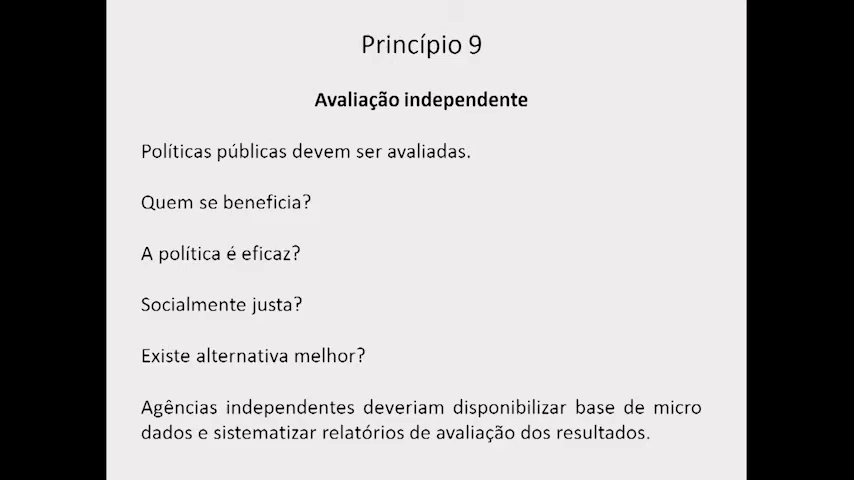 Princípio 9
Avaliação independente
Políticas públicas devem ser avaliadas.
Quem se beneficia?
A política é eficaz?
Socialmente justa?
Existe alternativa melhor?
Agências independentes deveriam disponibilizar base de micro
dados e sistematizar relatórios de avaliação dos resultados.